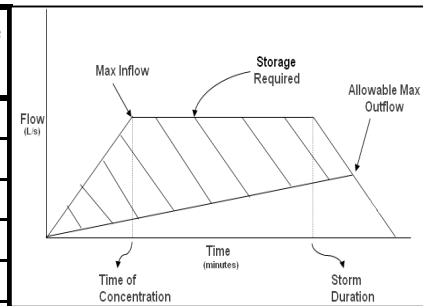 Max Inflow
Storage
Required
Allowable Max
Outflow
Flow
(L/s)
Time
(minutes)
Time of
Concentration
Storm
Duration